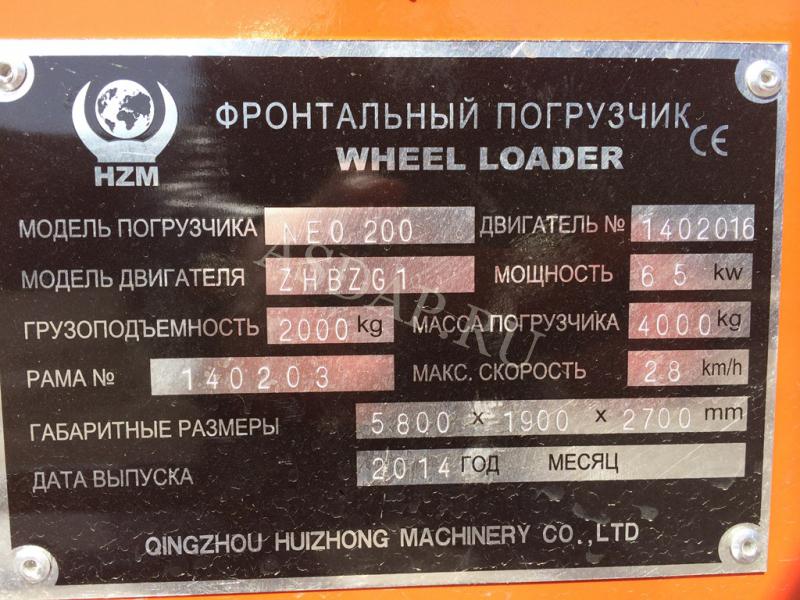 HZM
ФРОНТАЛЬНЫЙ ПОГРУЗЧИК CE
WHEEL LOADER
МОДЕЛЬ ПОГРУЗЧИКА NEO 200 ДВИГАТЕЛЬ № 1402016
МОДЕЛЬ ДВИГАТЕЛЯ ZHBZG1 МОЩНОСТЬ 65 kw
ГРУЗОПОДЪЕМНОСТЬ 2000 kg МАССА ПОГРУЗЧИКА 4000 kg
РАМА № 140203 МАКС. СКОРОСТЬ 28 km/h
ГАБАРИТНЫЕ РАЗМЕРЫ 5800 x 1900 x 2700 mm
ДАТА ВЫПУСКА 2014 ГОД МЕСЯЦ
QINGZHOU HUIZHONG MACHINERY CO.,LTD
ASDAP.RU